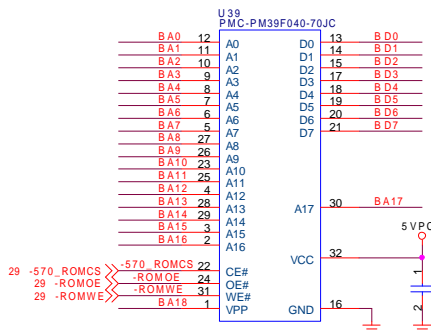 U39
PMC-PM39F040-70JC
BA0 12 A0 D0 13 BD0
BA1 11 A1 D1 14 BD1
BA2 10 A2 D2 15 BD2
BA3 9 A3 D3 17 BD3
BA4 8 A4 D4 18 BD4
BA5 7 A5 D5 19 BD5
BA6 6 A6 D6 20 BD6
BA7 5 A7 D7 21 BD7
BA8 27 A8
BA9 26 A9
BA10 23 A10
BA11 25 A11
BA12 4 A12
BA13 28 A13 A17 30 BA17
BA14 29 A14
BA15 3 A15
BA16 2 A16
5VPC
VCC 32
29 -570_ROMCS -570_ROMCS 22 CE#
29 -ROMOE -ROMOE 24 OE#
29 -ROMWE -ROMWE 31 WE#
BA18 1 VPP GND 16
1
2